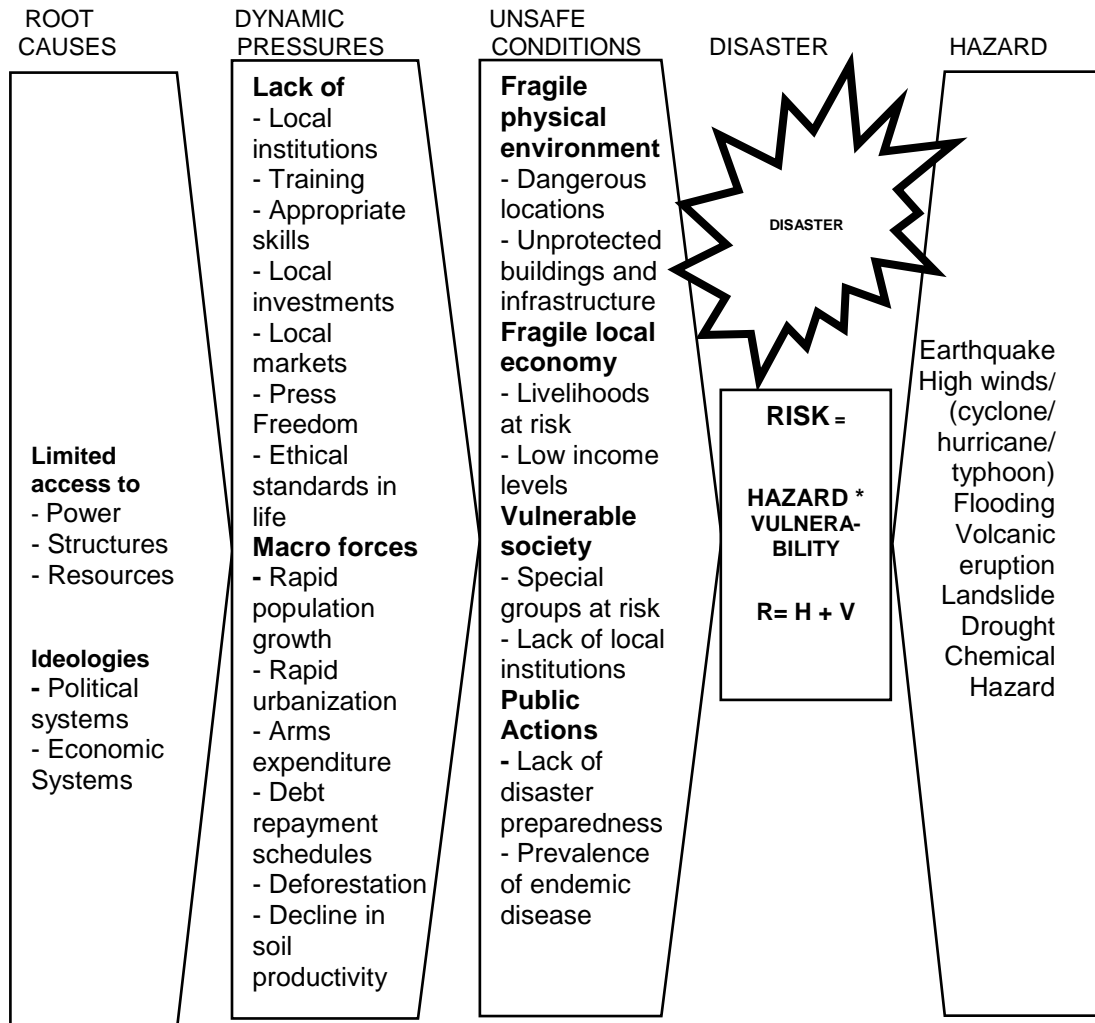 ROOT
CAUSES
DYNAMIC
PRESSURES
UNSAFE
CONDITIONS
DISASTER
HAZARD
Limited
access to
- Power
- Structures
- Resources
Ideologies
- Political
systems
- Economic
Systems
Lack of
- Local
institutions
- Training
- Appropriate
skills
- Local
investments
- Local
markets
- Press
Freedom
- Ethical
standards in
life
Macro forces
- Rapid
population
growth
- Rapid
urbanization
- Arms
expenditure
- Debt
repayment
schedules
- Deforestation
- Decline in
soil
productivity
Fragile
physical
environment
- Dangerous
locations
- Unprotected
buildings and
infrastructure
Fragile local
economy
- Livelihoods
at risk
- Low income
levels
Vulnerable
society
- Special
groups at risk
- Lack of local
institutions
Public
Actions
- Lack of
disaster
preparedness
- Prevalence
of endemic
disease
DISASTER
RISK =
HAZARD *
VULNERA-
BILITY
R= H + V
Earthquake
High winds/
(cyclone/
hurricane/
typhoon)
Flooding
Volcanic
eruption
Landslide
Drought
Chemical
Hazard